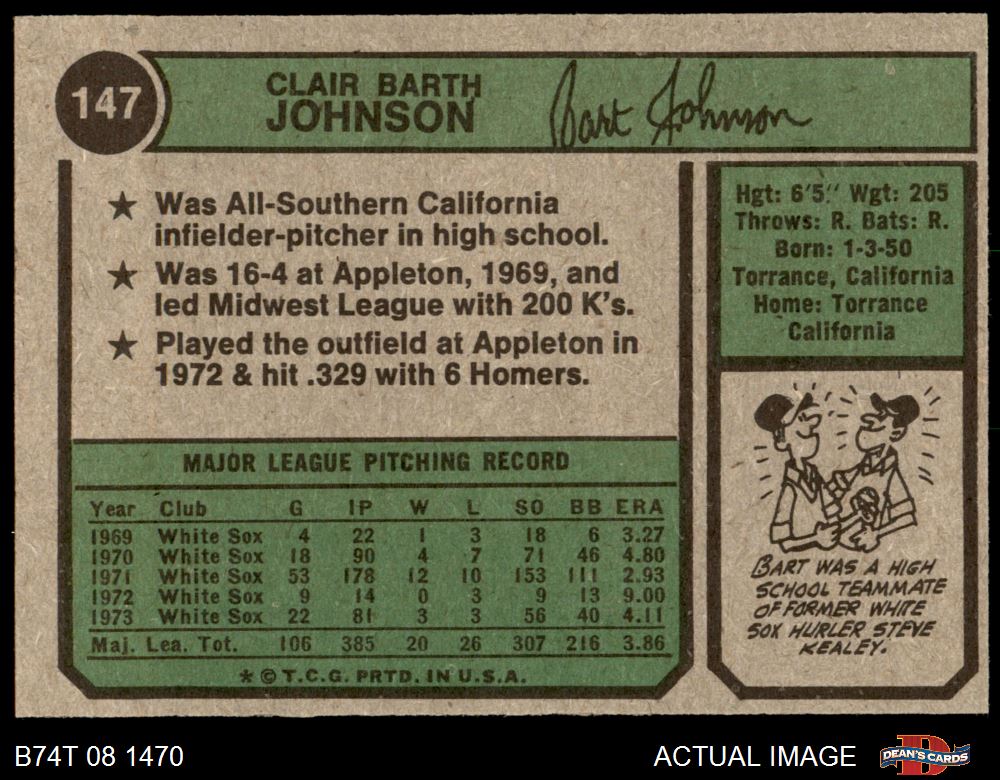 147
CLAIR BARTH
JOHNSON
Bart Johnson
★ Was All-Southern California
infielder-pitcher in high school.
★ Was 16-4 at Appleton, 1969, and
led Midwest League with 200 K's.
★ Played the outfield at Appleton in
1972 & hit .329 with 6 Homers.
Hgt: 6'5" Wgt: 205
Throws: R. Bats: R.
Born: 1-3-50
Torrance, California
Home: Torrance
California
MAJOR LEAGUE PITCHING RECORD
Year Club G IP W L SO BB ERA
1969 White Sox 4 22 1 3 18 6 3.27
1970 White Sox 18 90 4 7 71 46 4.80
1971 White Sox 53 178 12 10 153 111 2.93
1972 White Sox 9 14 0 3 9 13 9.00
1973 White Sox 22 81 3 3 56 40 4.11
Maj. Lea. Tot. 106 385 20 26 307 216 3.86
* © T.C.G. PRTD. IN U.S.A.
BART WAS A HIGH
SCHOOL TEAMMATE
OF FORMER WHITE
SOX HURLER STEVE
KEALEY.
B74T 08 1470
ACTUAL IMAGE
D
DEAN'S CARDS